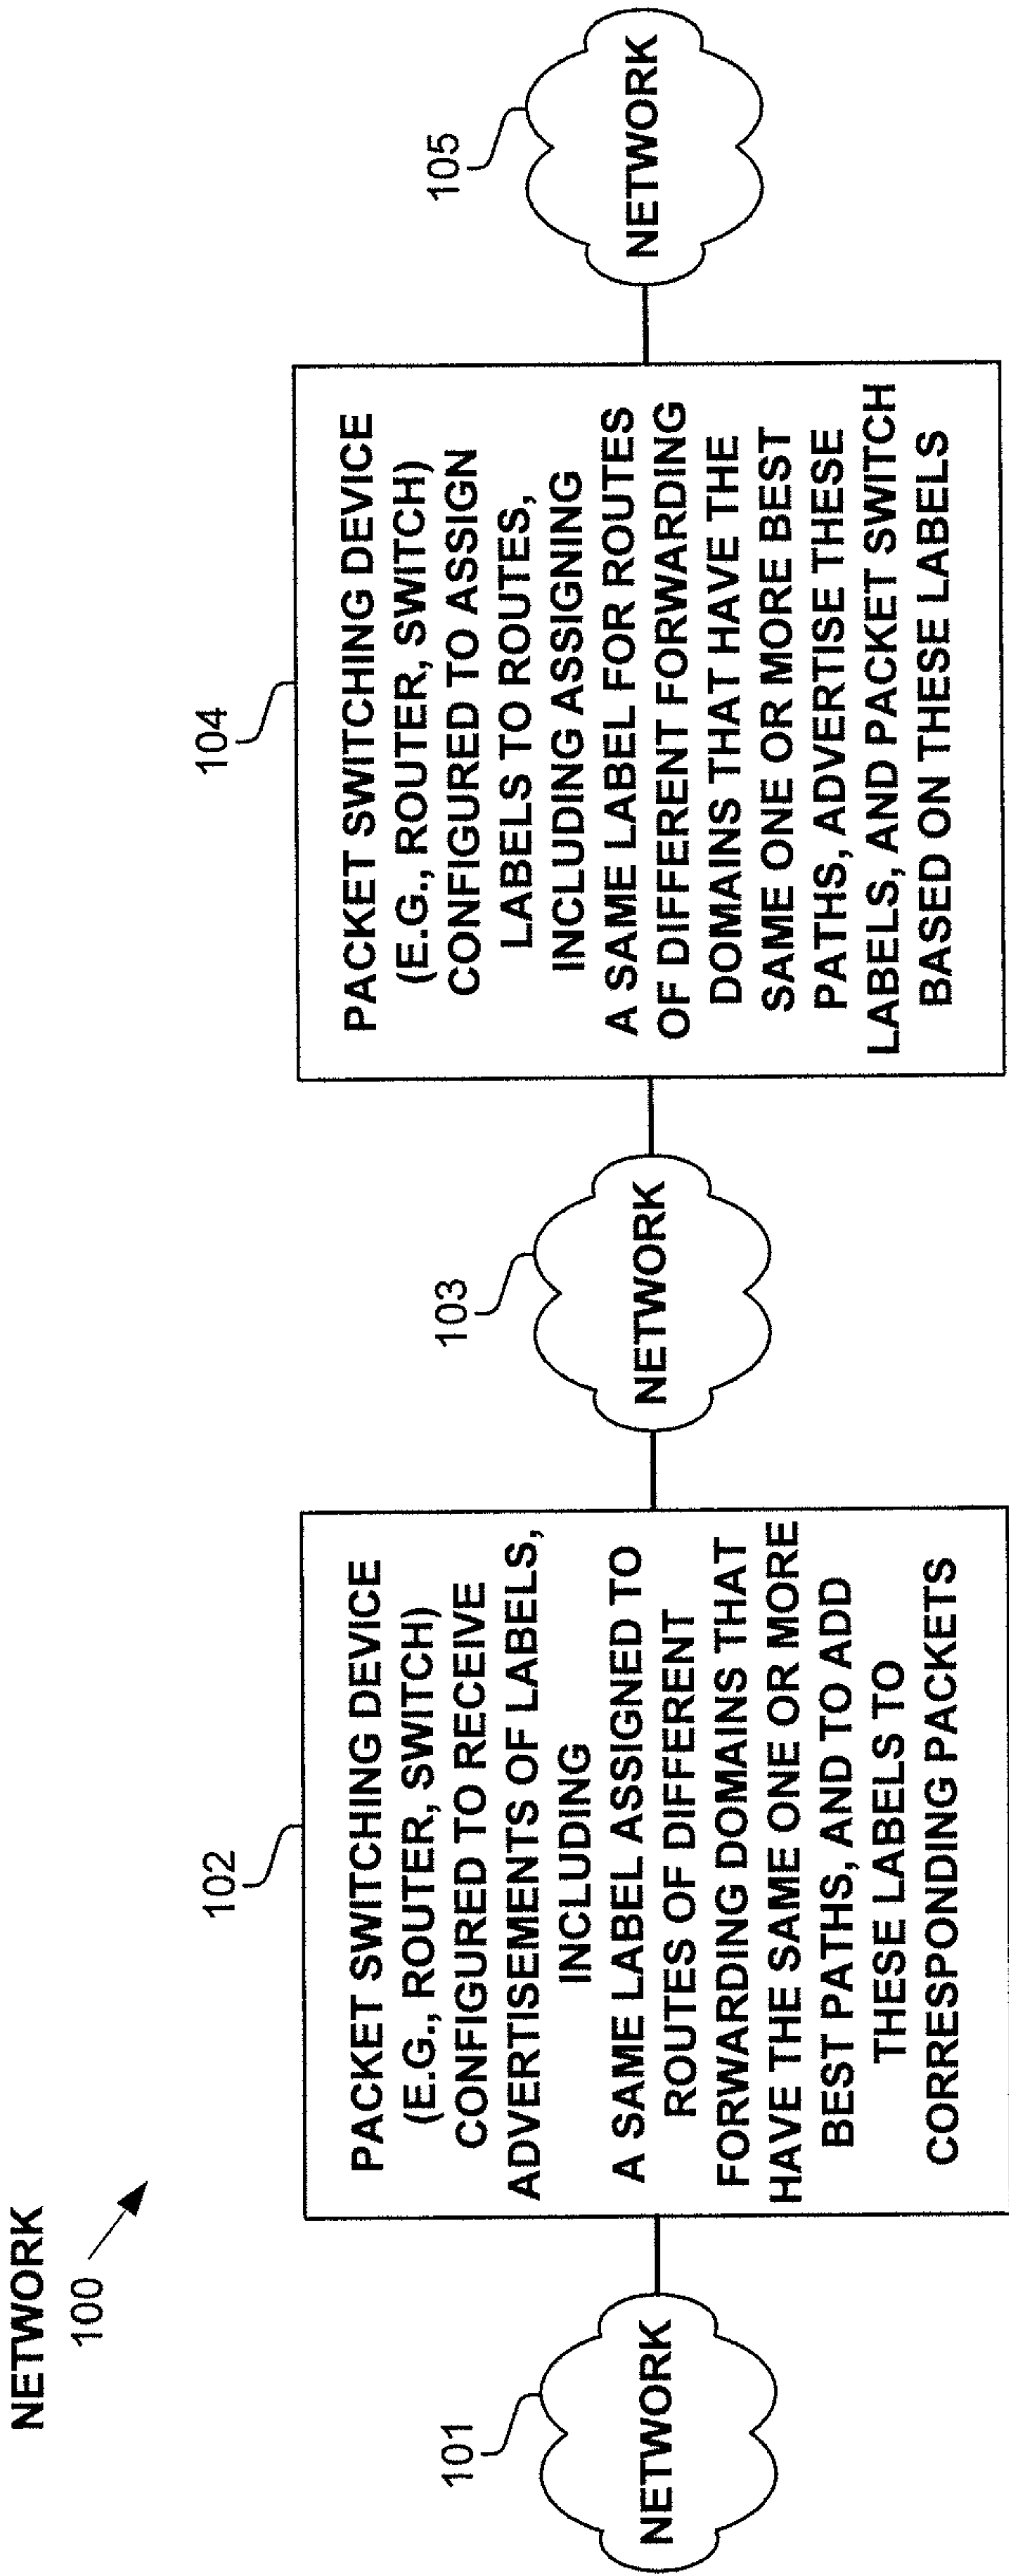 NETWORK
100
101
NETWORK
102
PACKET SWITCHING DEVICE
(E.G., ROUTER, SWITCH)
CONFIGURED TO RECEIVE
ADVERTISEMENTS OF LABELS,
INCLUDING
A SAME LABEL ASSIGNED TO
ROUTES OF DIFFERENT
FORWARDING DOMAINS THAT
HAVE THE SAME ONE OR MORE
BEST PATHS, AND TO ADD
THESE LABELS TO
CORRESPONDING PACKETS
103
NETWORK
104
PACKET SWITCHING DEVICE
(E.G., ROUTER, SWITCH)
CONFIGURED TO ASSIGN
LABELS TO ROUTES,
INCLUDING ASSIGNING
A SAME LABEL FOR ROUTES
OF DIFFERENT FORWARDING
DOMAINS THAT HAVE THE
SAME ONE OR MORE BEST
PATHS, ADVERTISE THESE
LABELS, AND PACKET SWITCH
BASED ON THESE LABELS
105
NETWORK